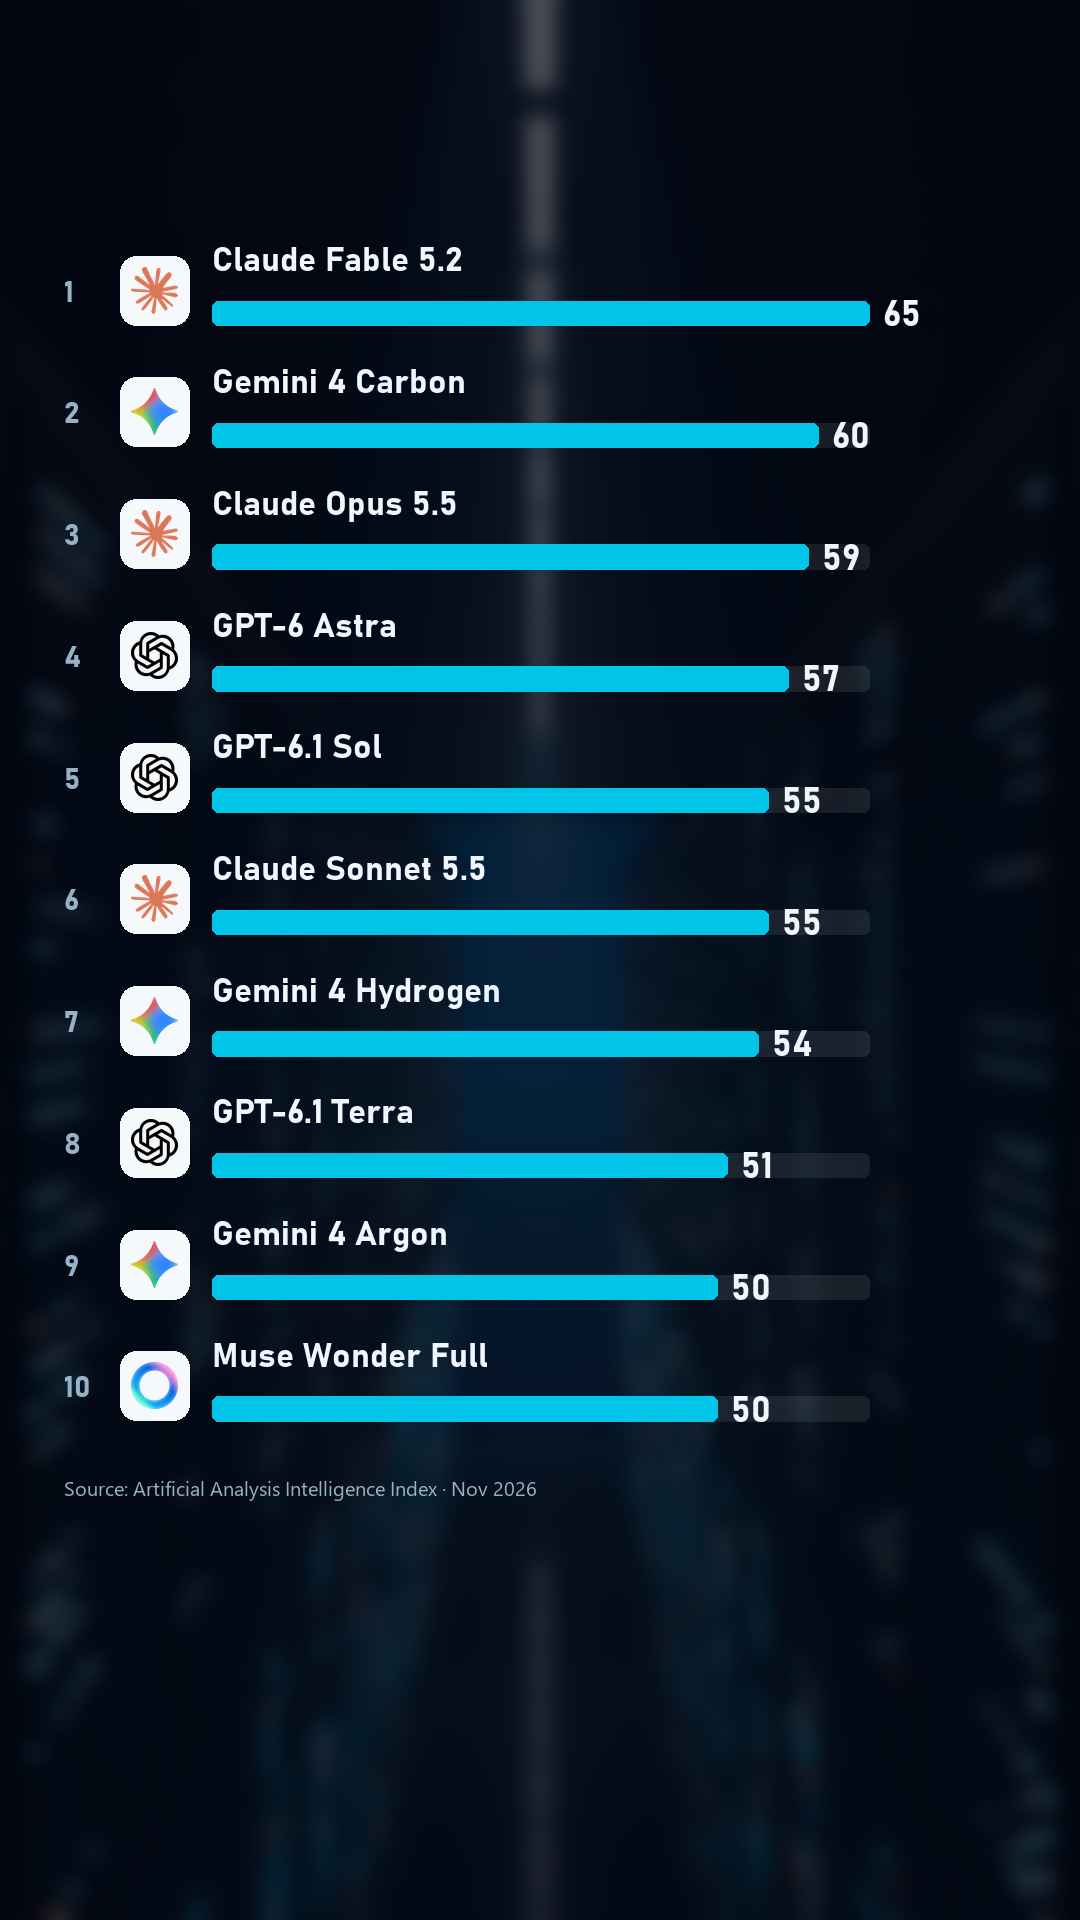 1
Claude Fable 5.2
65
2
Gemini 4 Carbon
60
3
Claude Opus 5.5
59
4
GPT-6 Astra
57
5
GPT-6.1 Sol
55
6
Claude Sonnet 5.5
55
7
Gemini 4 Hydrogen
54
8
GPT-6.1 Terra
51
9
Gemini 4 Argon
50
10
Muse Wonder Full
50
Source: Artificial Analysis Intelligence Index · Nov 2026